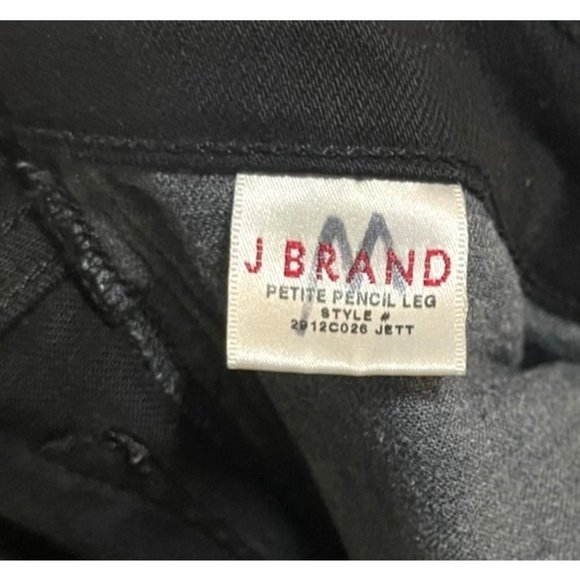 J BRAND
PETITE PENCIL LEG
STYLE #
2912C026 JETT